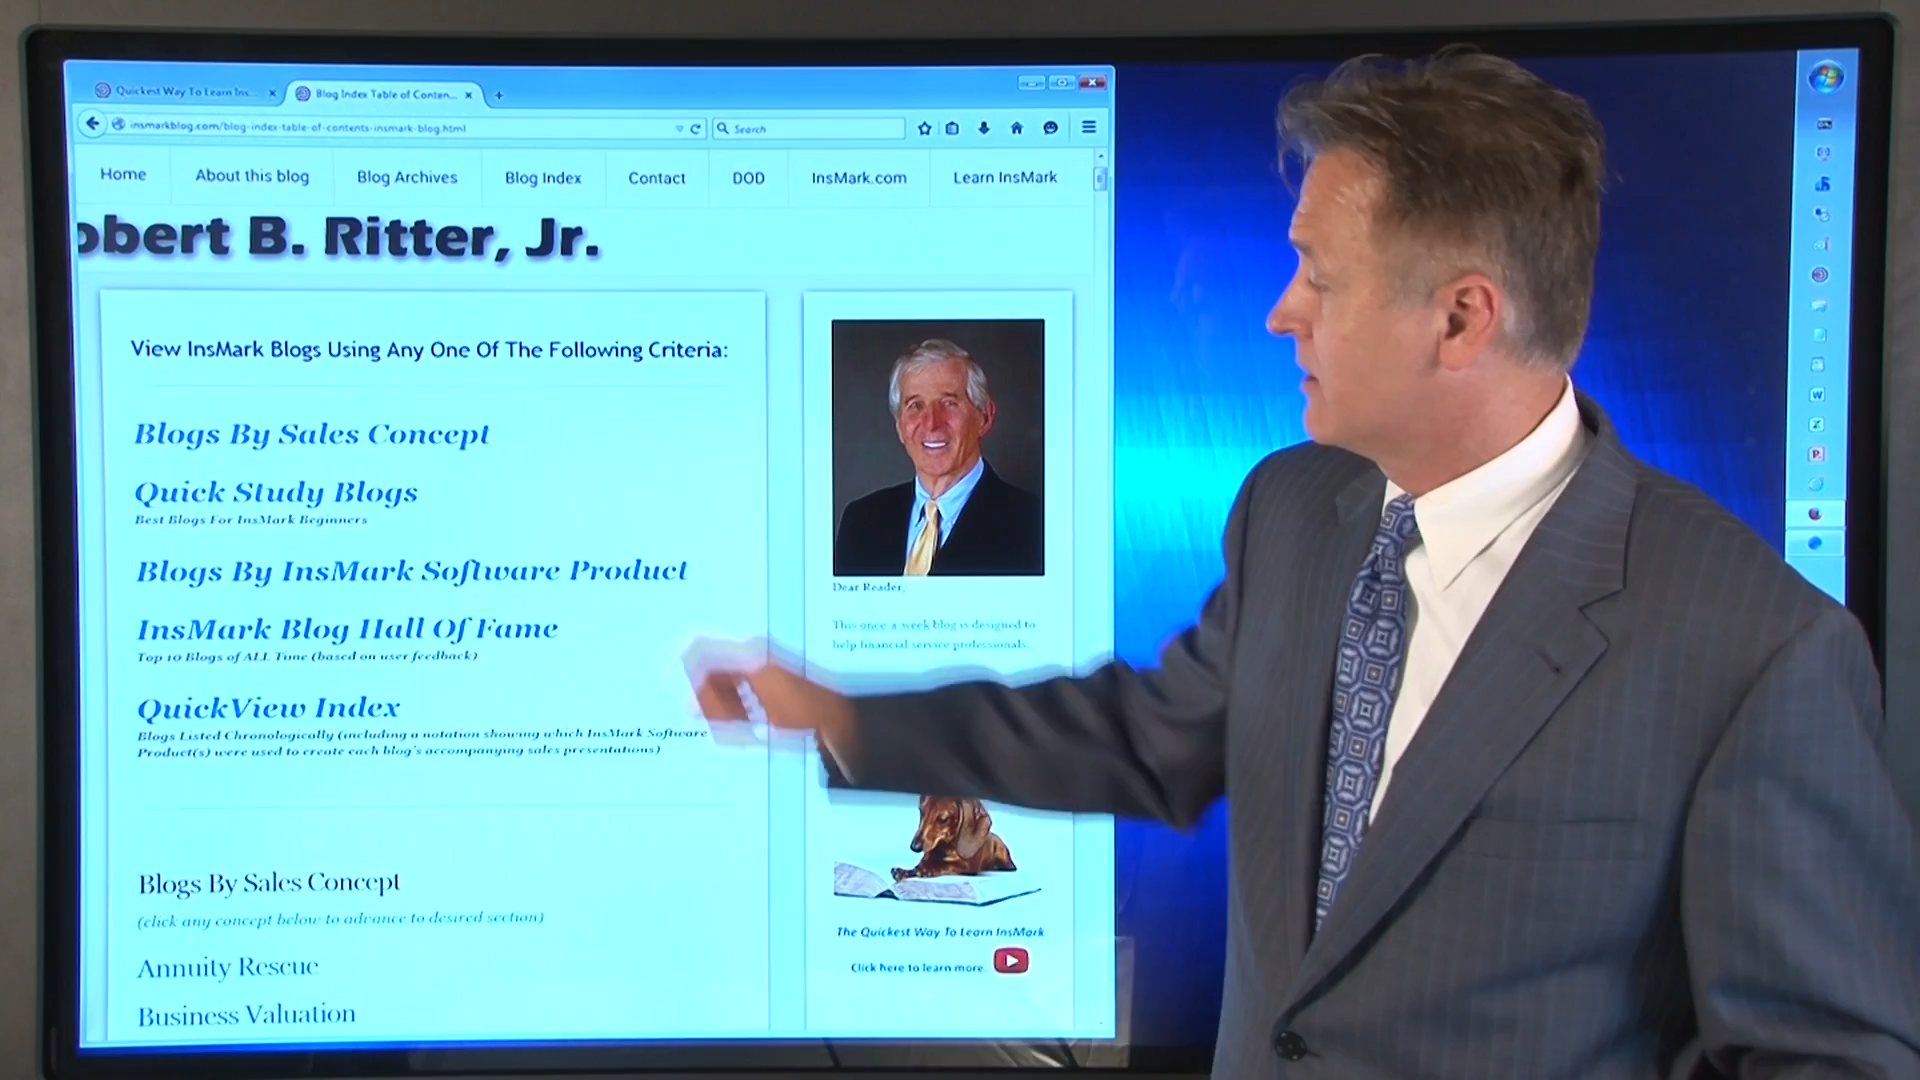 Quickest Way To Learn Ins...
Blog Index Table of Conten...
insmarkblog.com/blog-index-table-of-contents-insmark-blog.html
Search
Home
About this blog
Blog Archives
Blog Index
Contact
DOD
InsMark.com
Learn InsMark
obert B. Ritter, Jr.
View InsMark Blogs Using Any One Of The Following Criteria:
Blogs By Sales Concept
Quick Study Blogs
Best Blogs For InsMark Beginners
Blogs By InsMark Software Product
InsMark Blog Hall Of Fame
Top 10 Blogs of ALL Time (based on user feedback)
QuickView Index
Blogs Listed Chronologically (including a notation showing which InsMark Software
Product(s) were used to create each blog's accompanying sales presentations)
Blogs By Sales Concept
(click any concept below to advance to desired section)
Annuity Rescue
Business Valuation
Dear Reader,
This once a week blog is designed to
help financial service professionals...
The Quickest Way To Learn InsMark
Click here to learn more